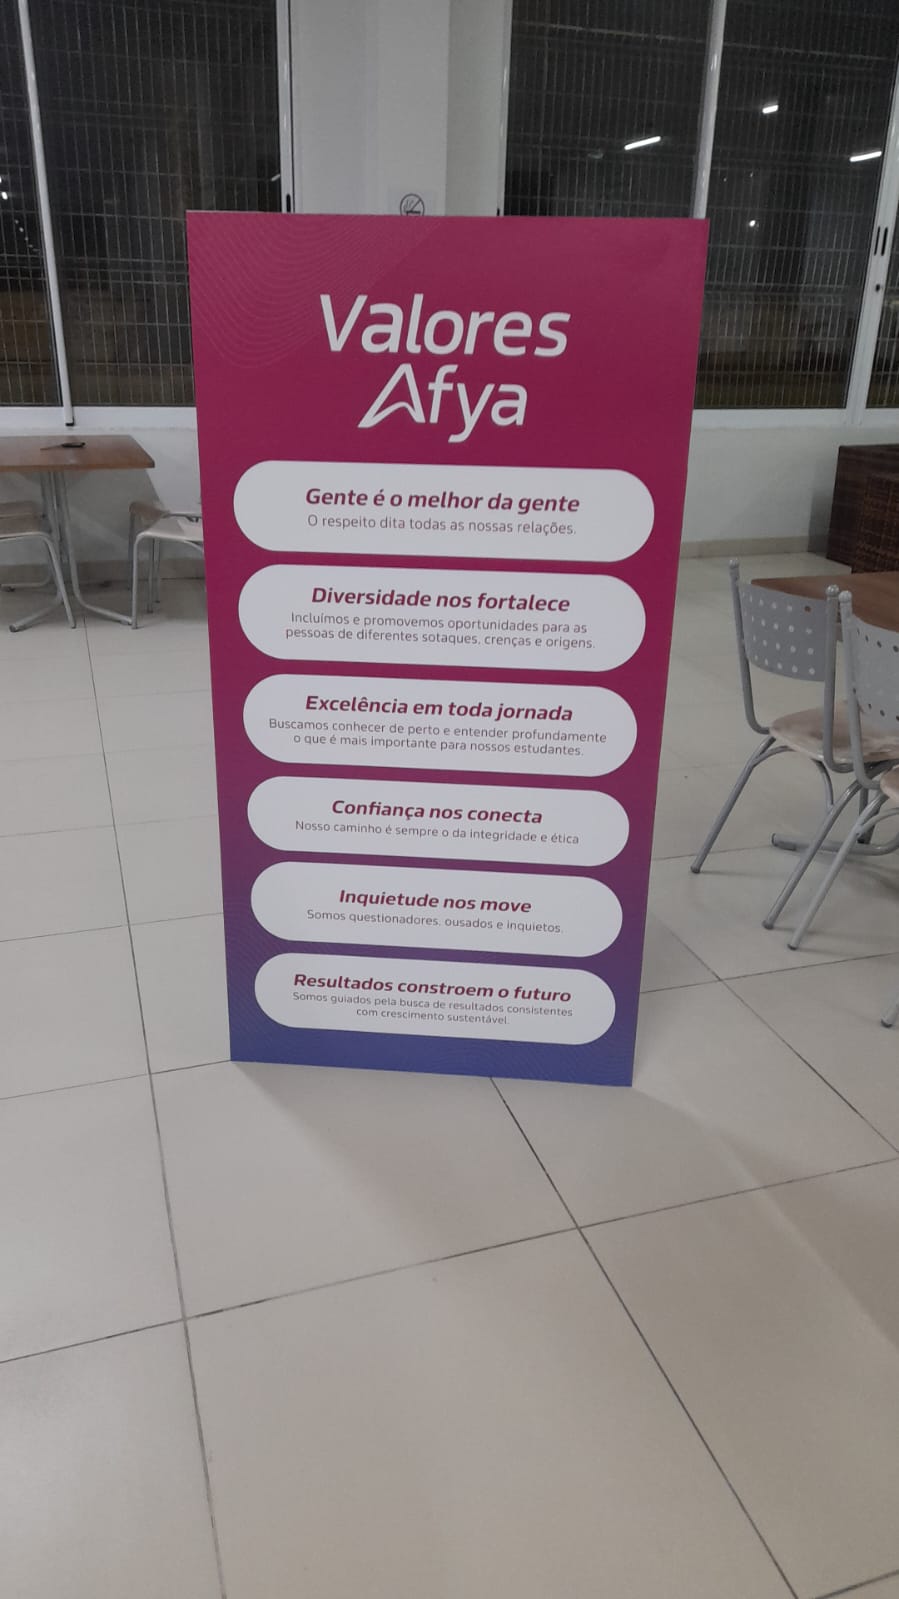 Valores
Afya
Gente é o melhor da gente
O respeito dita todas as nossas relações.
Diversidade nos fortalece
Incluímos e promovemos oportunidades para as
pessoas de diferentes sotaques, crenças e origens.
Excelência em toda jornada
Buscamos conhecer de perto e entender profundamente
o que é mais importante para nossos estudantes.
Confiança nos conecta
Nosso caminho é sempre o da integridade e ética
Inquietude nos move
Somos questionadores, ousados e inquietos.
Resultados constroem o futuro
Somos guiados pela busca de resultados consistentes
com crescimento sustentável.